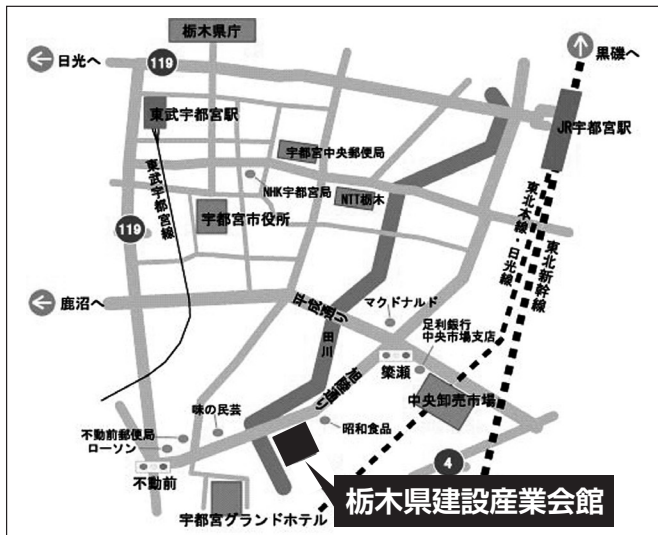 栃木県庁
日光へ
119
黒磯へ
東武宇都宮駅
JR宇都宮駅
宇都宮中央郵便局
NHK宇都宮局
NTT栃木
東武宇都宮線
宇都宮市役所
119
東北本線・日光線
東北新幹線
鹿沼へ
平成通り
マクドナルド
田川
足利銀行
中央市場支店
簗瀬
旭陵通り
中央卸売市場
味の民芸
昭和食品
不動前郵便局
ローソン
不動前
4
栃木県建設産業会館
宇都宮グランドホテル